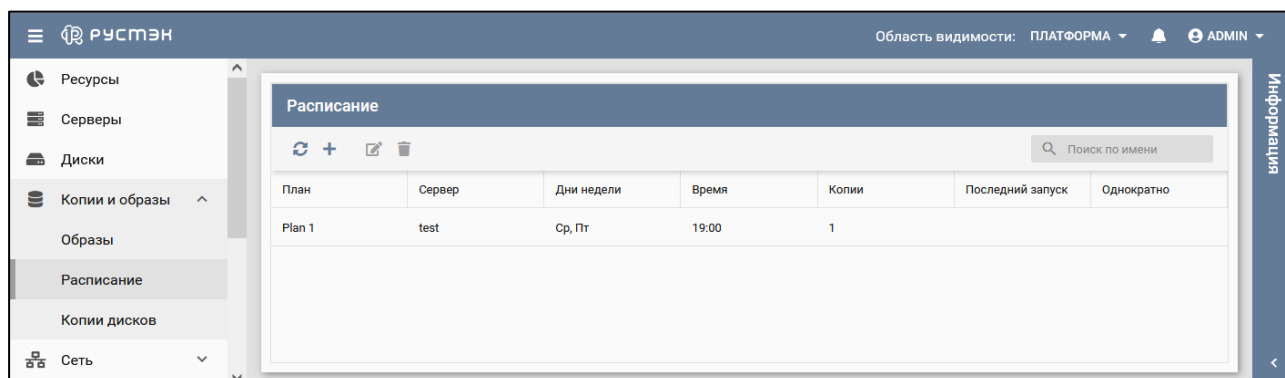 РУСТЭК
Область видимости: ПЛАТФОРМА
ADMIN
Ресурсы
Серверы
Диски
Копии и образы
Образы
Расписание
Копии дисков
Сеть
Расписание
Поиск по имени
План Сервер Дни недели Время Копии Последний запуск Однократно
Plan 1 test Ср, Пт 19:00 1
Информация